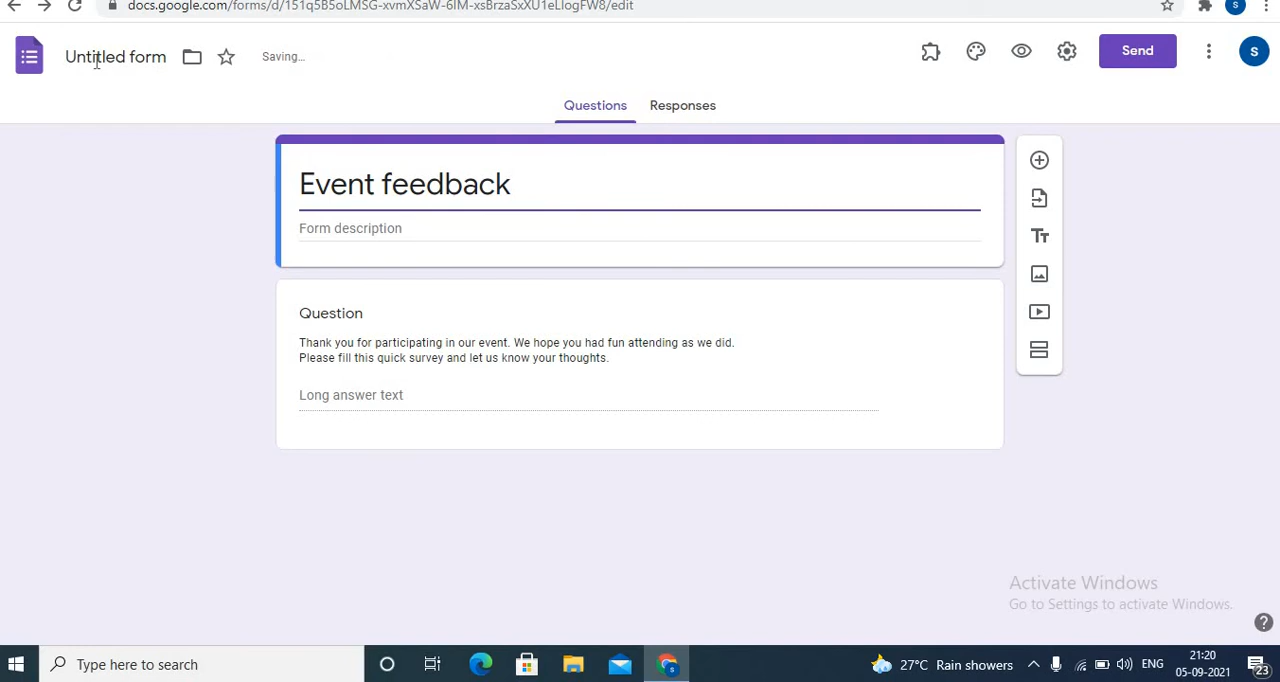 docs.google.com/forms/d/151q5B5oLMSG-xvmXSaW-6IM-xsBrzaSxXU1eLlogFW8/edit
S
Untitled form
Saving...
Send
S
Questions
Responses
Event feedback
Form description
Question
Thank you for participating in our event. We hope you had fun attending as we did.
Please fill this quick survey and let us know your thoughts.
Long answer text
Tт
Activate Windows
Go to Settings to activate Windows.
Type here to search
S
27°C Rain showers
ENG
21:20
05-09-2021
23